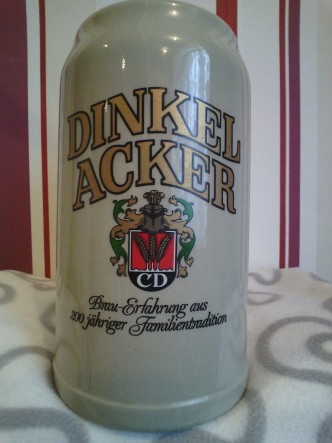 DINKEL
ACKER
CD
Brau-Erfahrung aus
200 jähriger Familientradition